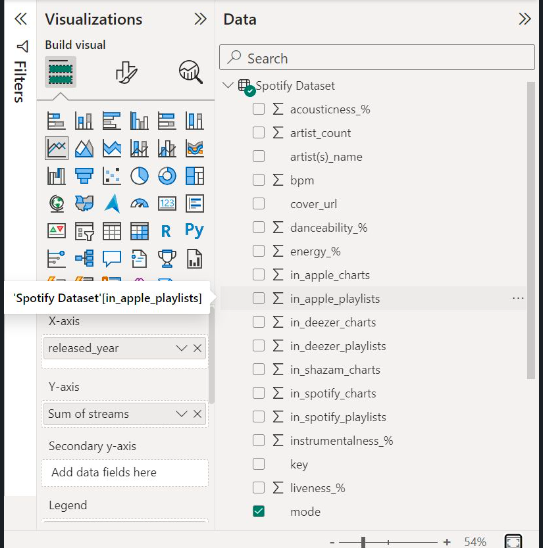 Visualizations
Build visual
Filters
123
R
Py
'Spotify Dataset'[in_apple_playlists]
X-axis
released_year
Y-axis
Sum of streams
Secondary y-axis
Add data fields here
Legend
Data
Search
Spotify Dataset
Σ acousticness_%
Σ artist_count
artist(s)_name
Σ bpm
cover_url
Σ danceability_%
Σ energy_%
Σ in_apple_charts
Σ in_apple_playlists
...
Σ in_deezer_charts
Σ in_deezer_playlists
Σ in_shazam_charts
Σ in_spotify_charts
Σ in_spotify_playlists
Σ instrumentalness_%
key
Σ liveness_%
mode
- + 54%